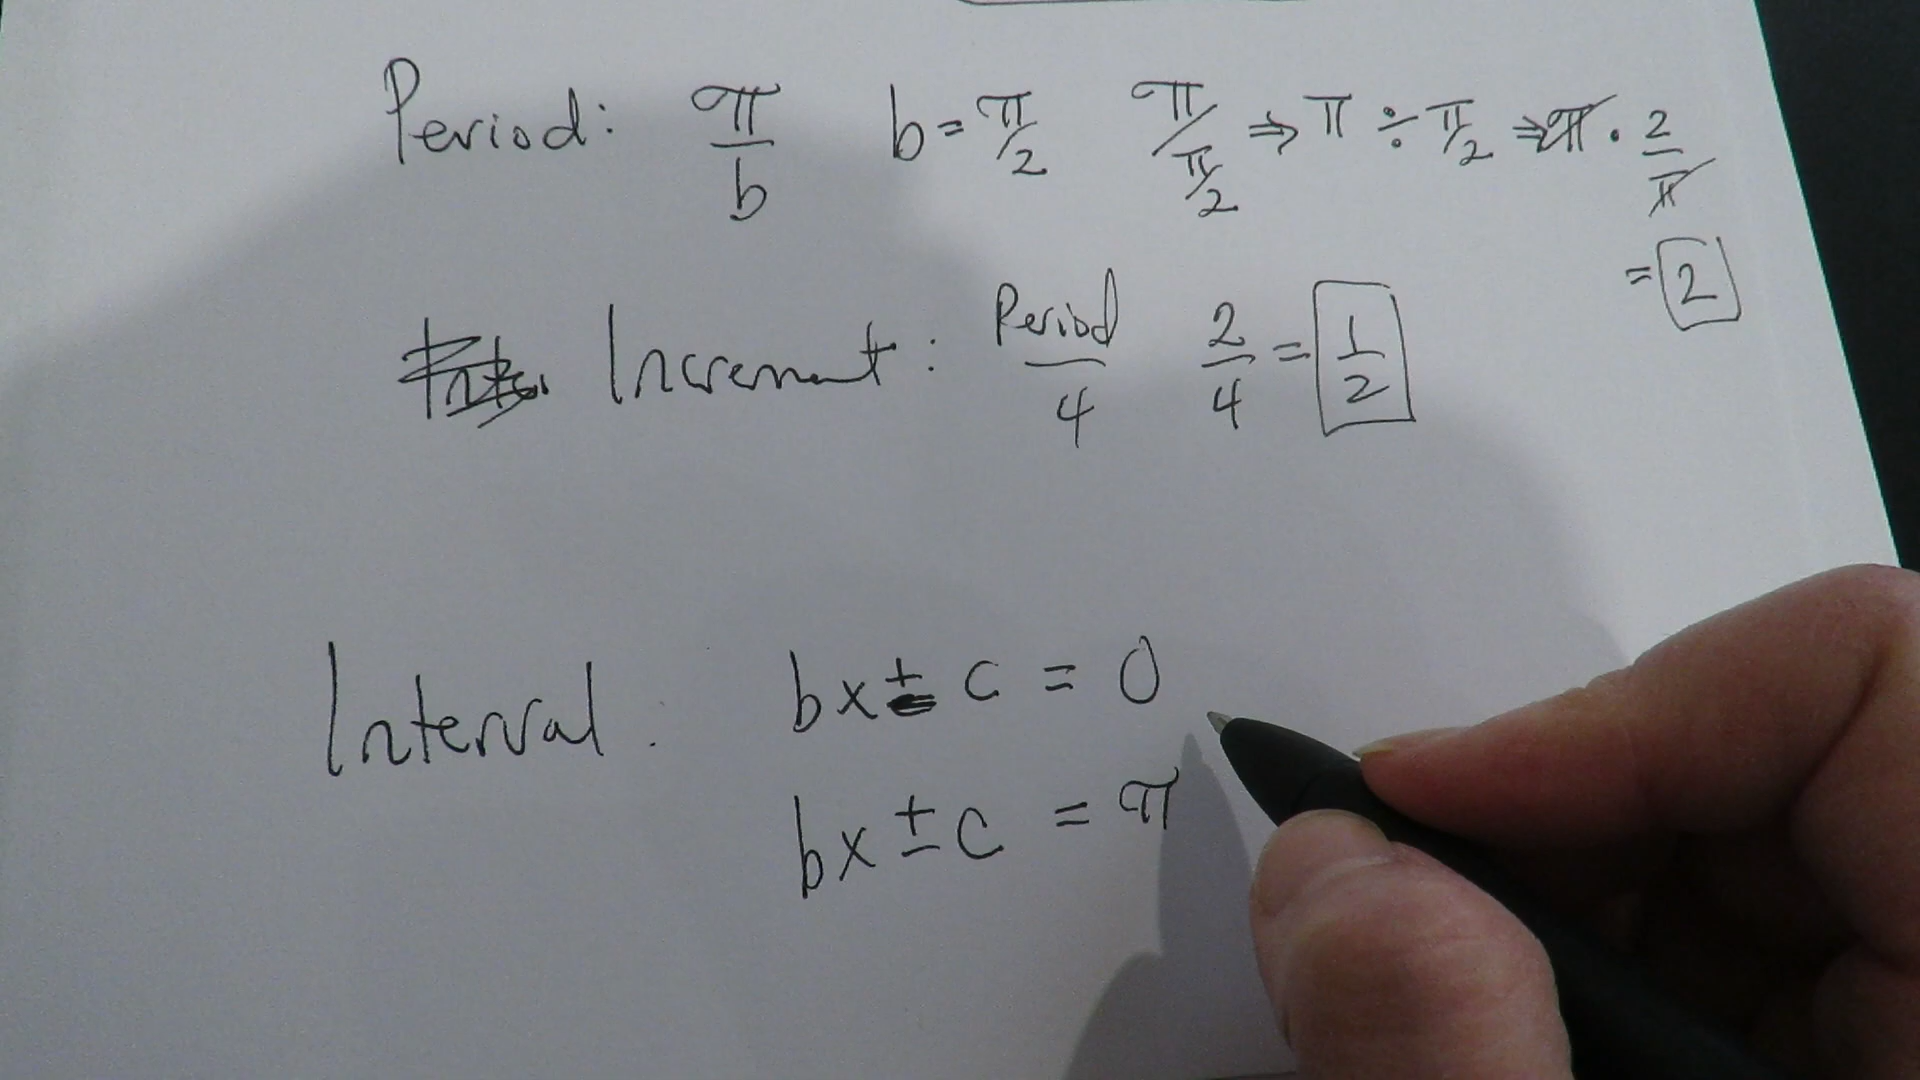 Period: π/b b = π/2 π/π/2 ⇒ π ÷ π/2 ⇒ π · 2/π
= 2
Increment: Period/4 2/4 = 1/2
Interval: bx ± c = 0
bx ± c = π